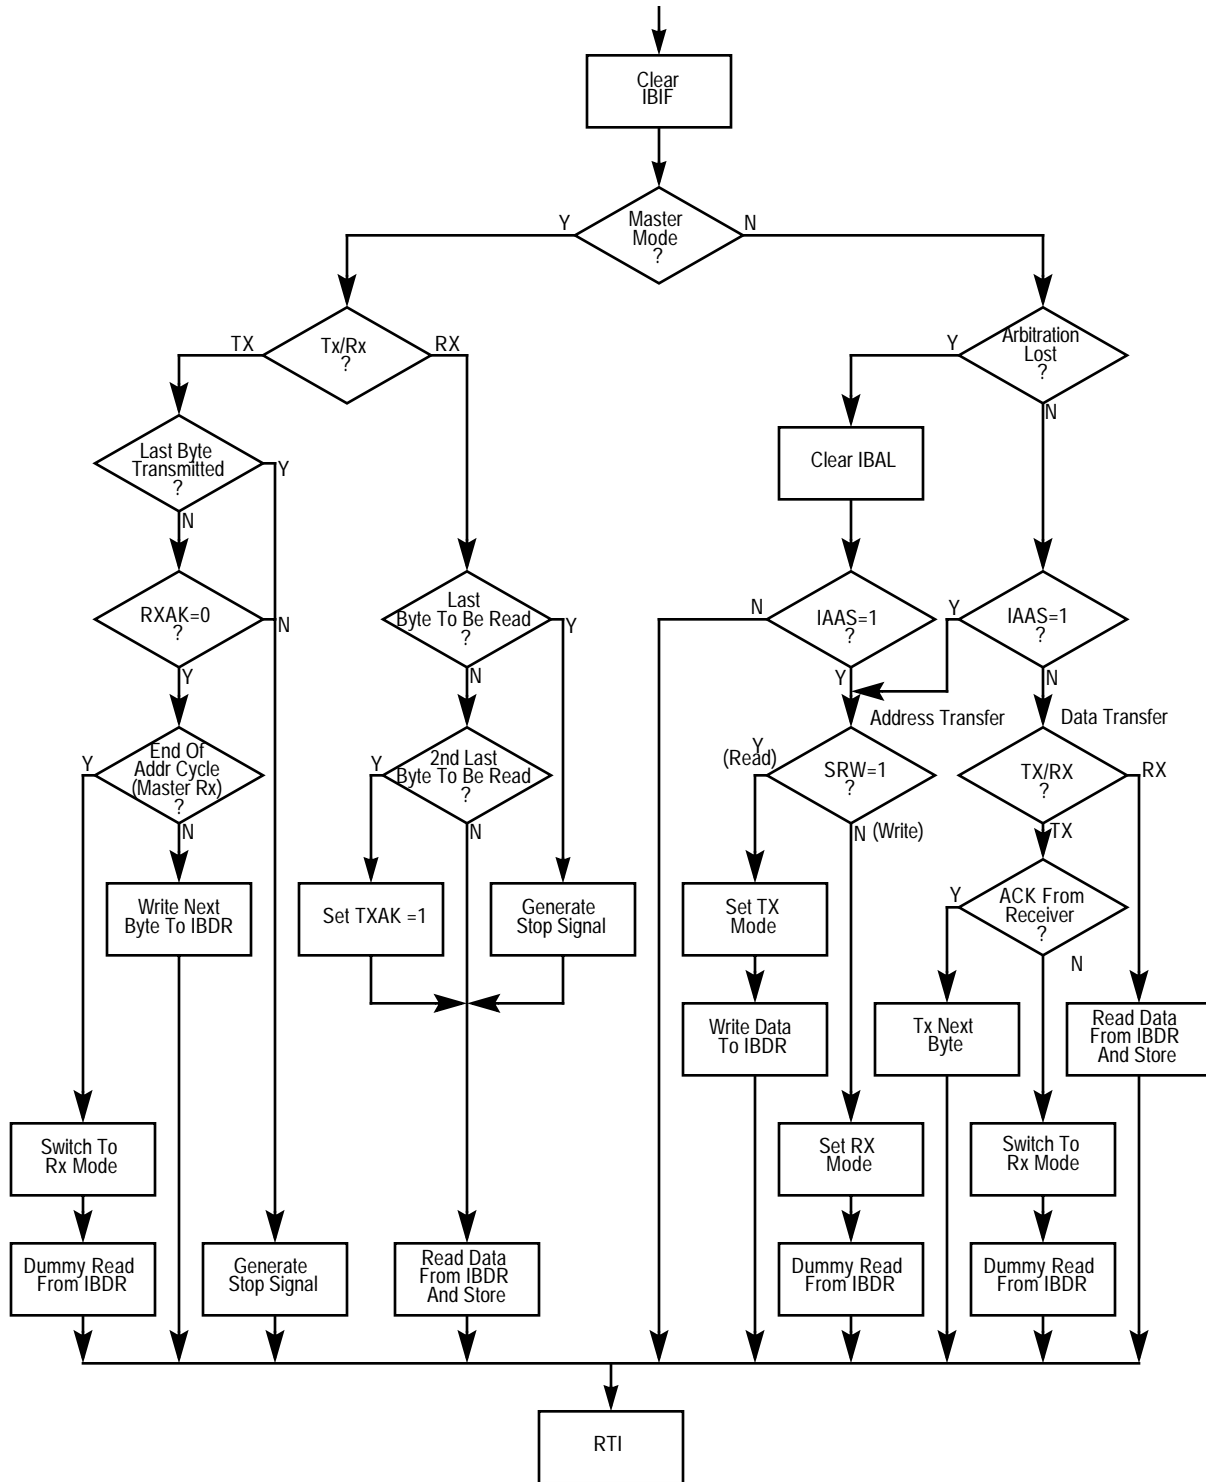 Clear
IBIF
Y
Master
Mode
?
N
TX
Tx/Rx
?
RX
Y
Arbitration
Lost
?
N
Last Byte
Transmitted
?
Y
N
Clear IBAL
RXAK=0
?
N
Y
Last
Byte To Be Read
?
Y
N
N
IAAS=1
?
Y
Y
IAAS=1
?
N
Address Transfer
Data Transfer
Y
End Of
Addr Cycle
(Master Rx)
?
N
Y
2nd Last
Byte To Be Read
?
N
Y
(Read)
SRW=1
?
N (Write)
TX/RX
?
RX
TX
Write Next
Byte To IBDR
Set TXAK =1
Generate
Stop Signal
Set TX
Mode
Y
ACK From
Receiver
?
N
Write Data
To IBDR
Tx Next
Byte
Read Data
From IBDR
And Store
Switch To
Rx Mode
Set RX
Mode
Switch To
Rx Mode
Dummy Read
From IBDR
Generate
Stop Signal
Read Data
From IBDR
And Store
Dummy Read
From IBDR
Dummy Read
From IBDR
RTI